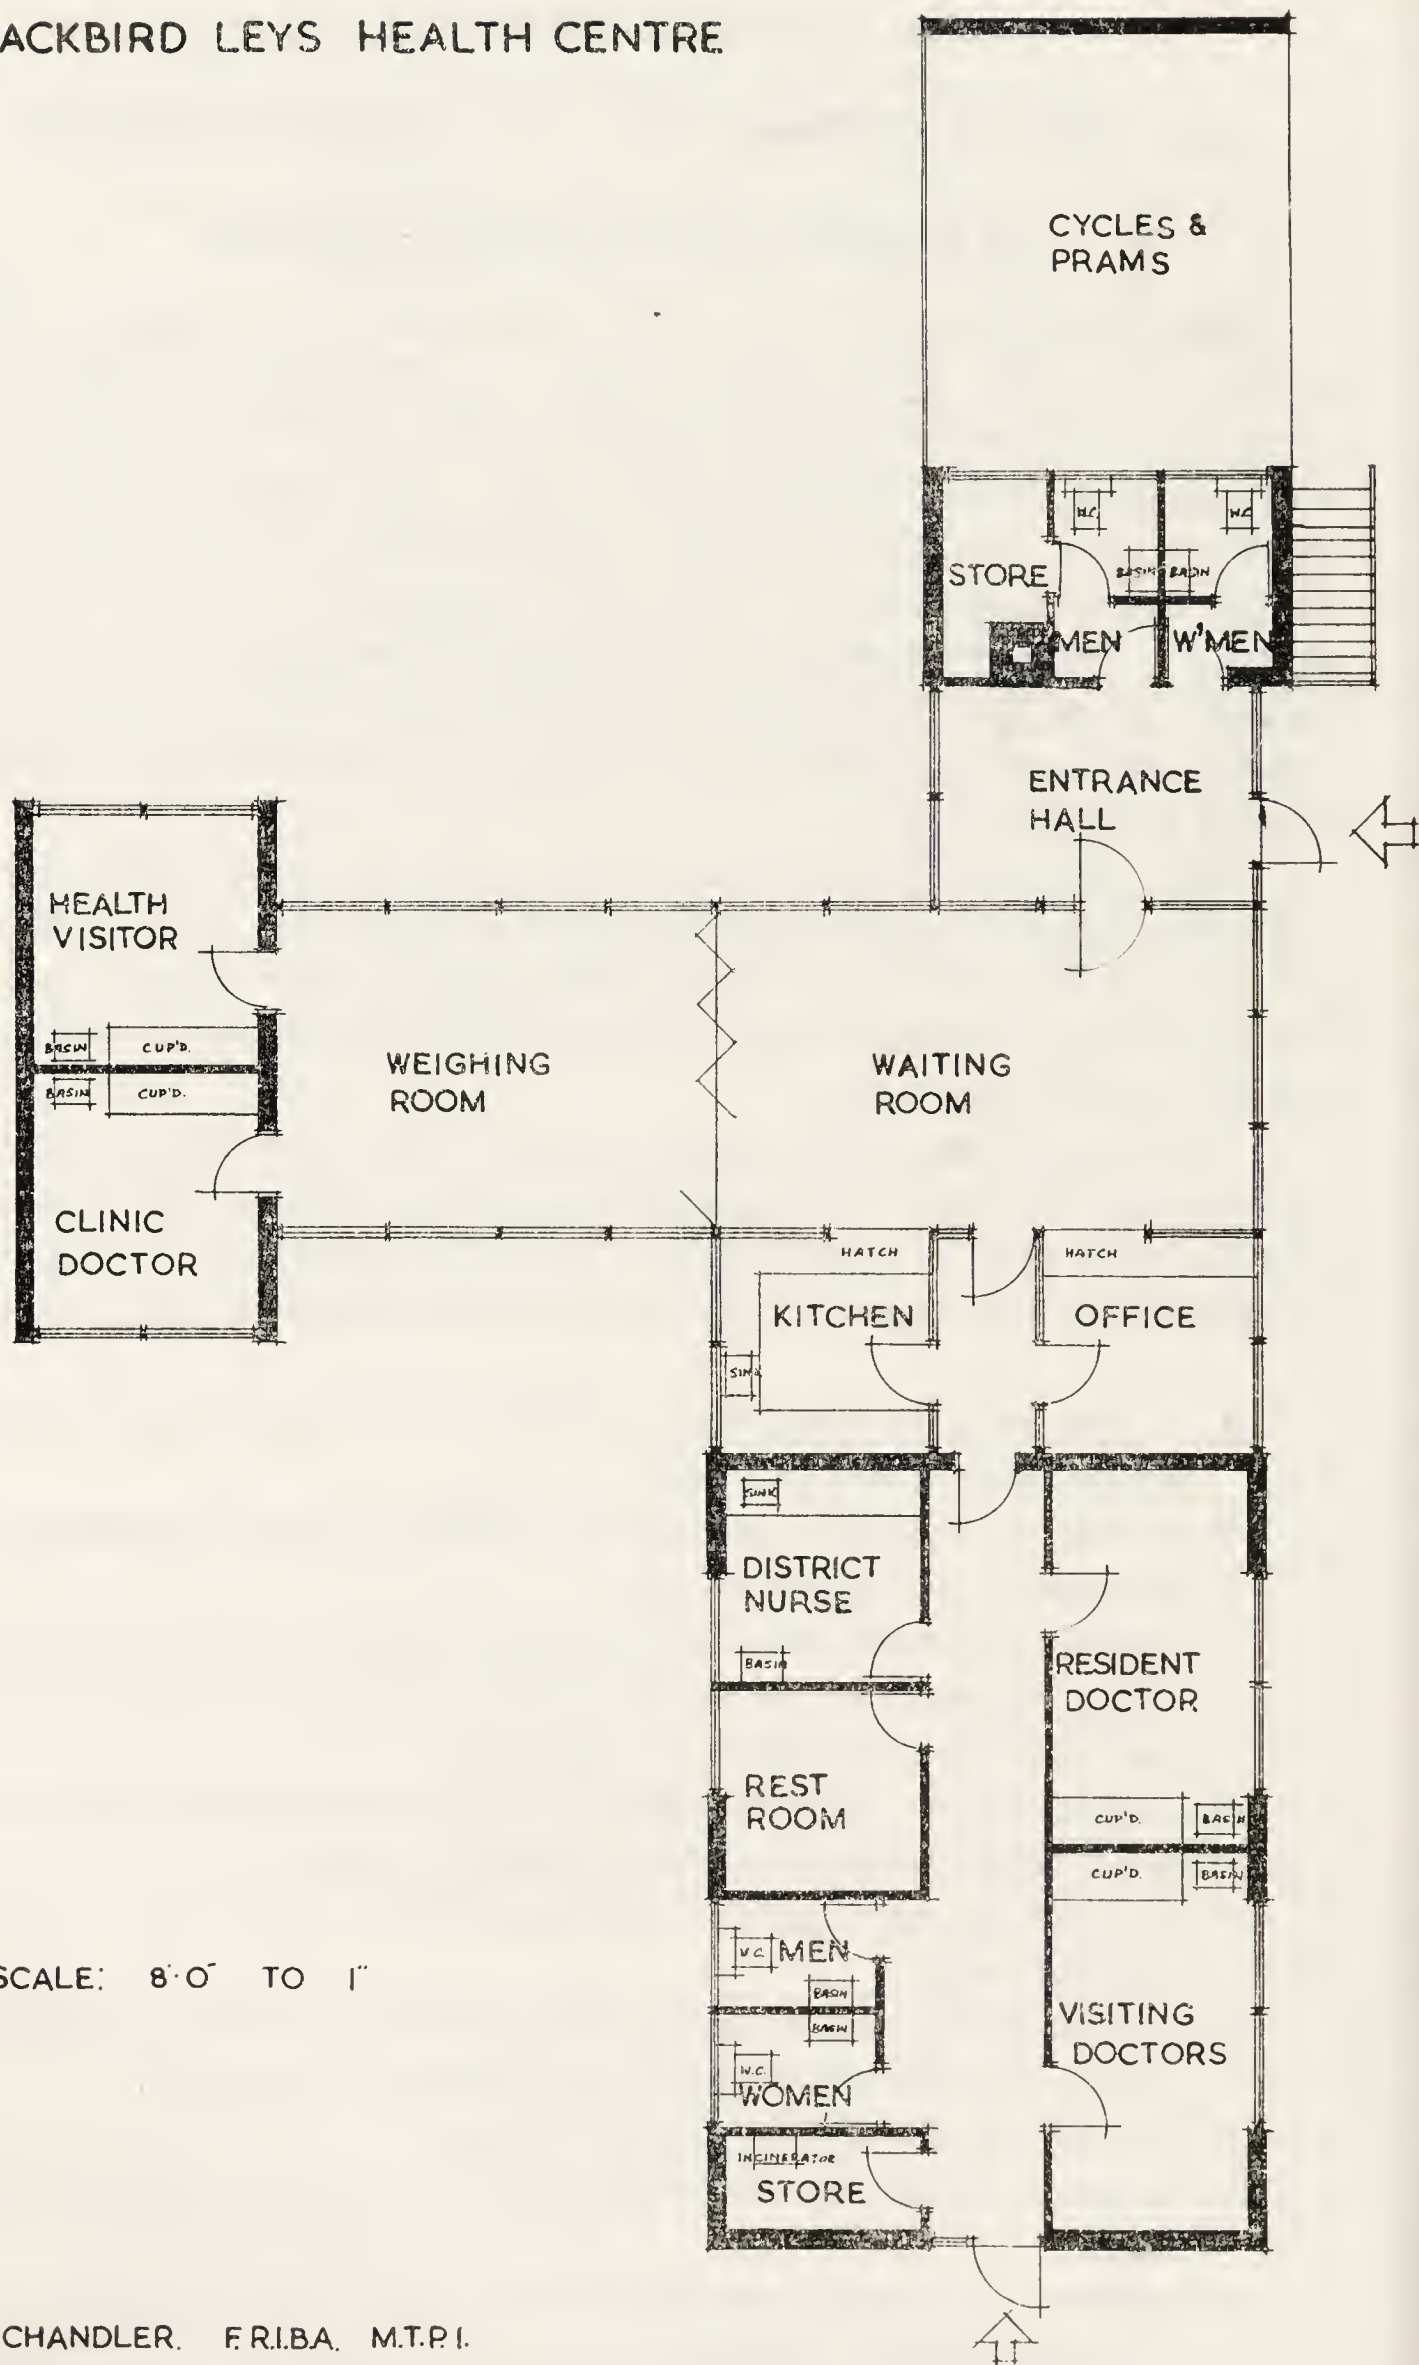 ACKBIRD LEYS HEALTH CENTRE
CYCLES &
PRAMS
W.C.
W.C.
STORE
BASIN
BASIN
MEN
W'MEN
ENTRANCE
HALL
HEALTH
VISITOR
BASIN
CUP'D.
BASIN
CUP'D.
CLINIC
DOCTOR
WEIGHING
ROOM
WAITING
ROOM
HATCH
HATCH
KITCHEN
OFFICE
SINK
SINK
DISTRICT
NURSE
BASIN
RESIDENT
DOCTOR
REST
ROOM
CUP'D.
BASIN
CUP'D.
BASIN
W.C.
MEN
BASIN
BASIN
W.C.
WOMEN
VISITING
DOCTORS
INCINERATOR
STORE
SCALE: 8'·0" TO 1"
CHANDLER. F.R.I.B.A. M.T.P.I.